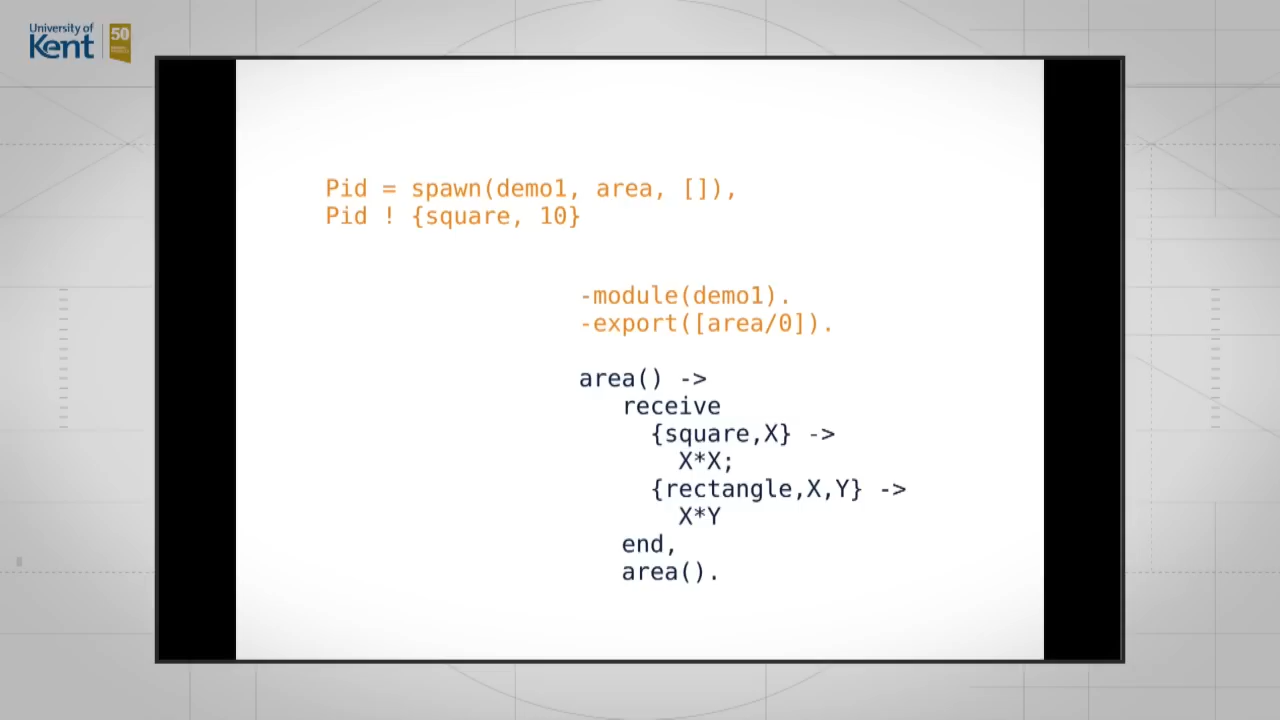 University of
Kent
50
Pid = spawn(demo1, area, []),
Pid ! {square, 10}
-module(demo1).
-export([area/0]).
area() ->
receive
{square,X} ->
X*X;
{rectangle,X,Y} ->
X*Y
end,
area().